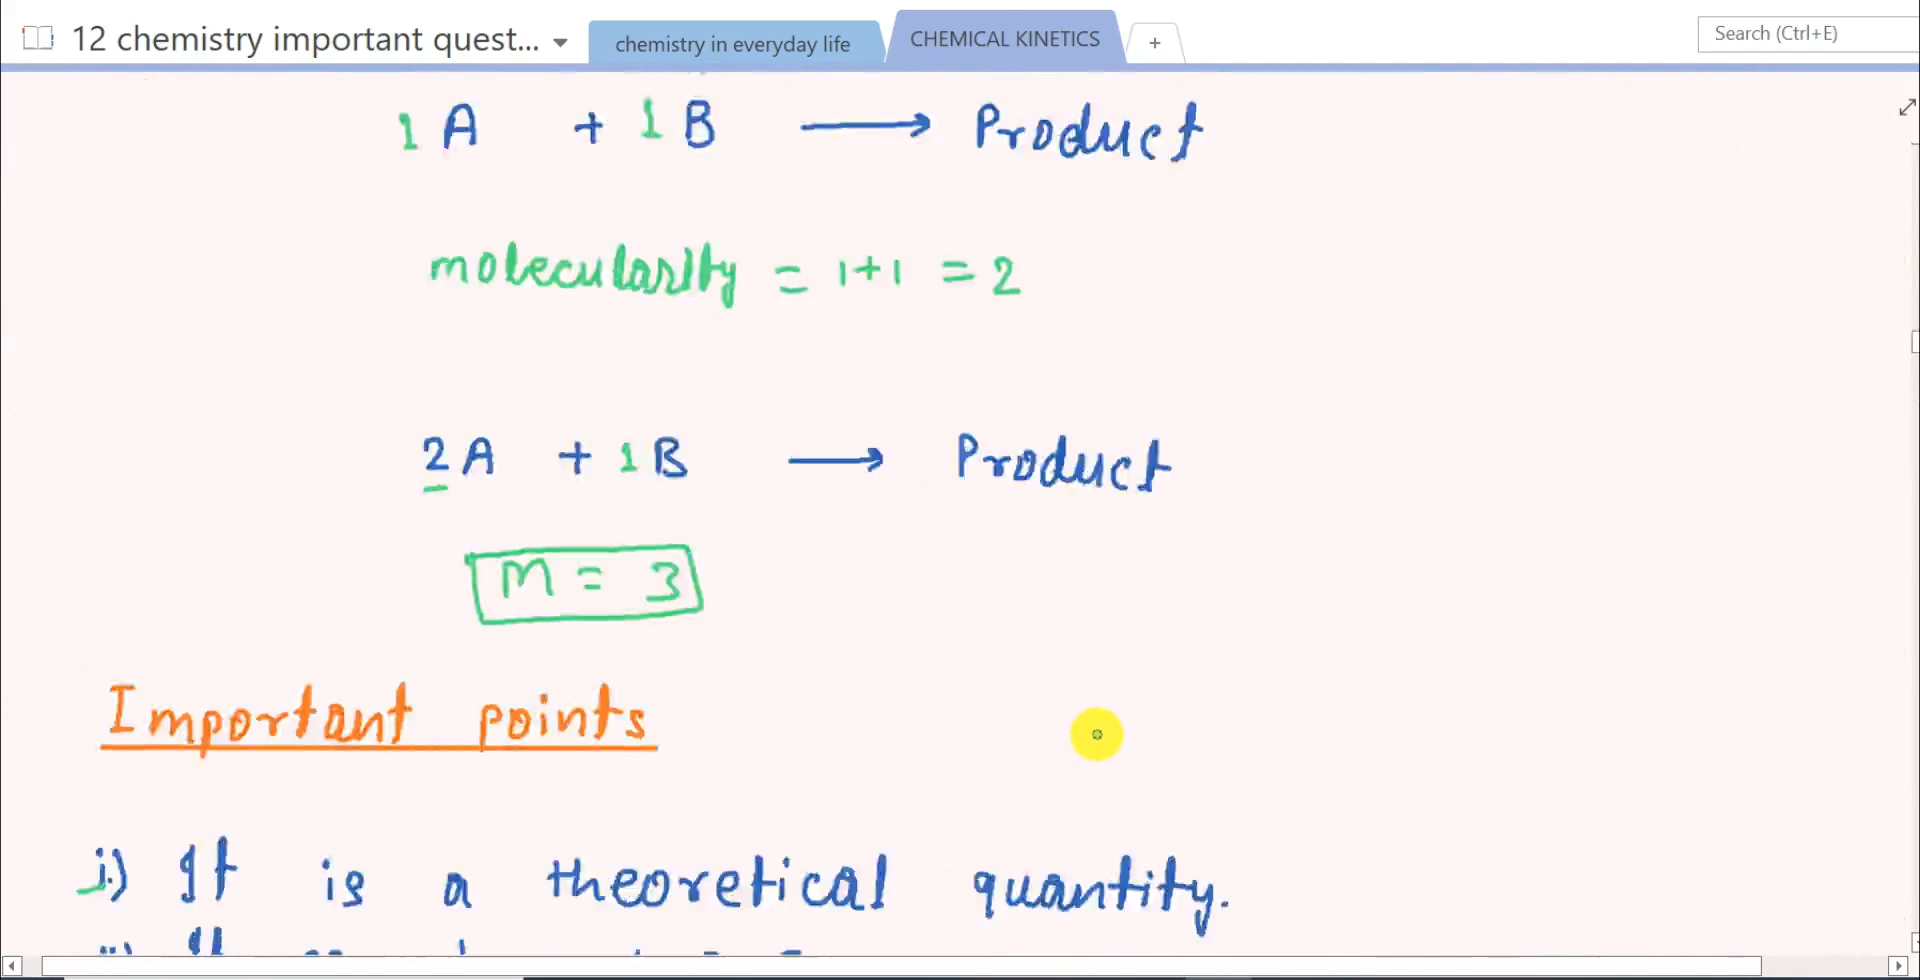 12 chemistry important quest...
chemistry in everyday life
CHEMICAL KINETICS
+
Search (Ctrl+E)
1 A + 1 B ⟶ Product
molecularity = 1+1 = 2
2A + 1 B ⟶ Product
M = 3
Important points
i.) It is a theoretical quantity.